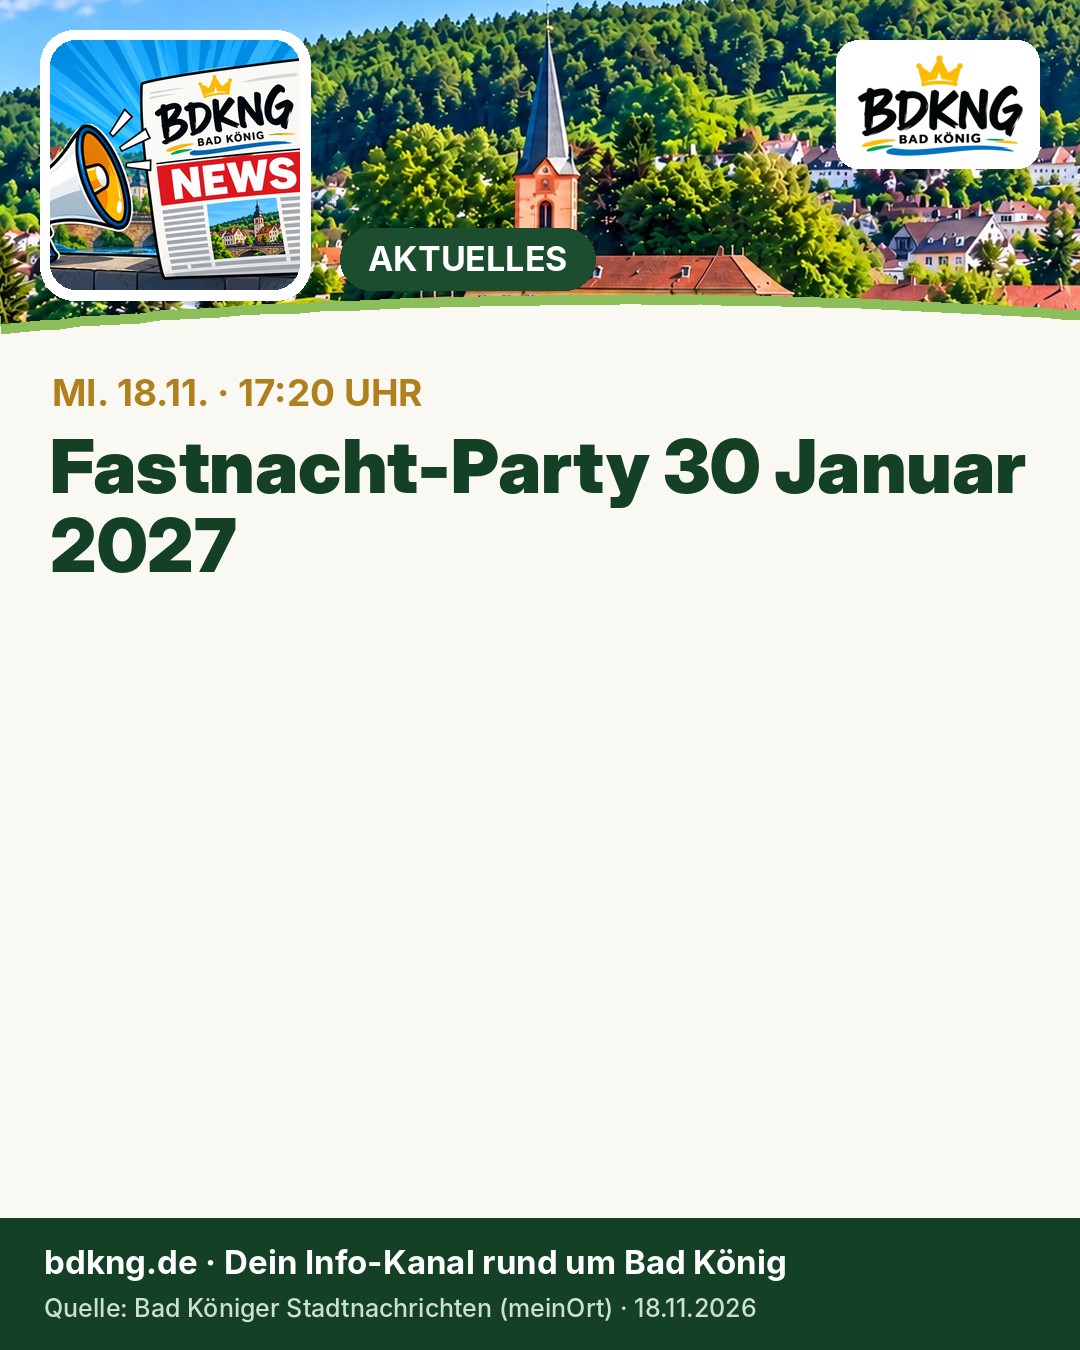 BDKNG
BAD KÖNIG
NEWS
BDKNG
BAD KÖNIG
AKTUELLES
MI. 18.11. · 17:20 UHR
Fastnacht-Party 30 Januar
2027
bdkng.de · Dein Info-Kanal rund um Bad König
Quelle: Bad Königer Stadtnachrichten (meinOrt) · 18.11.2026